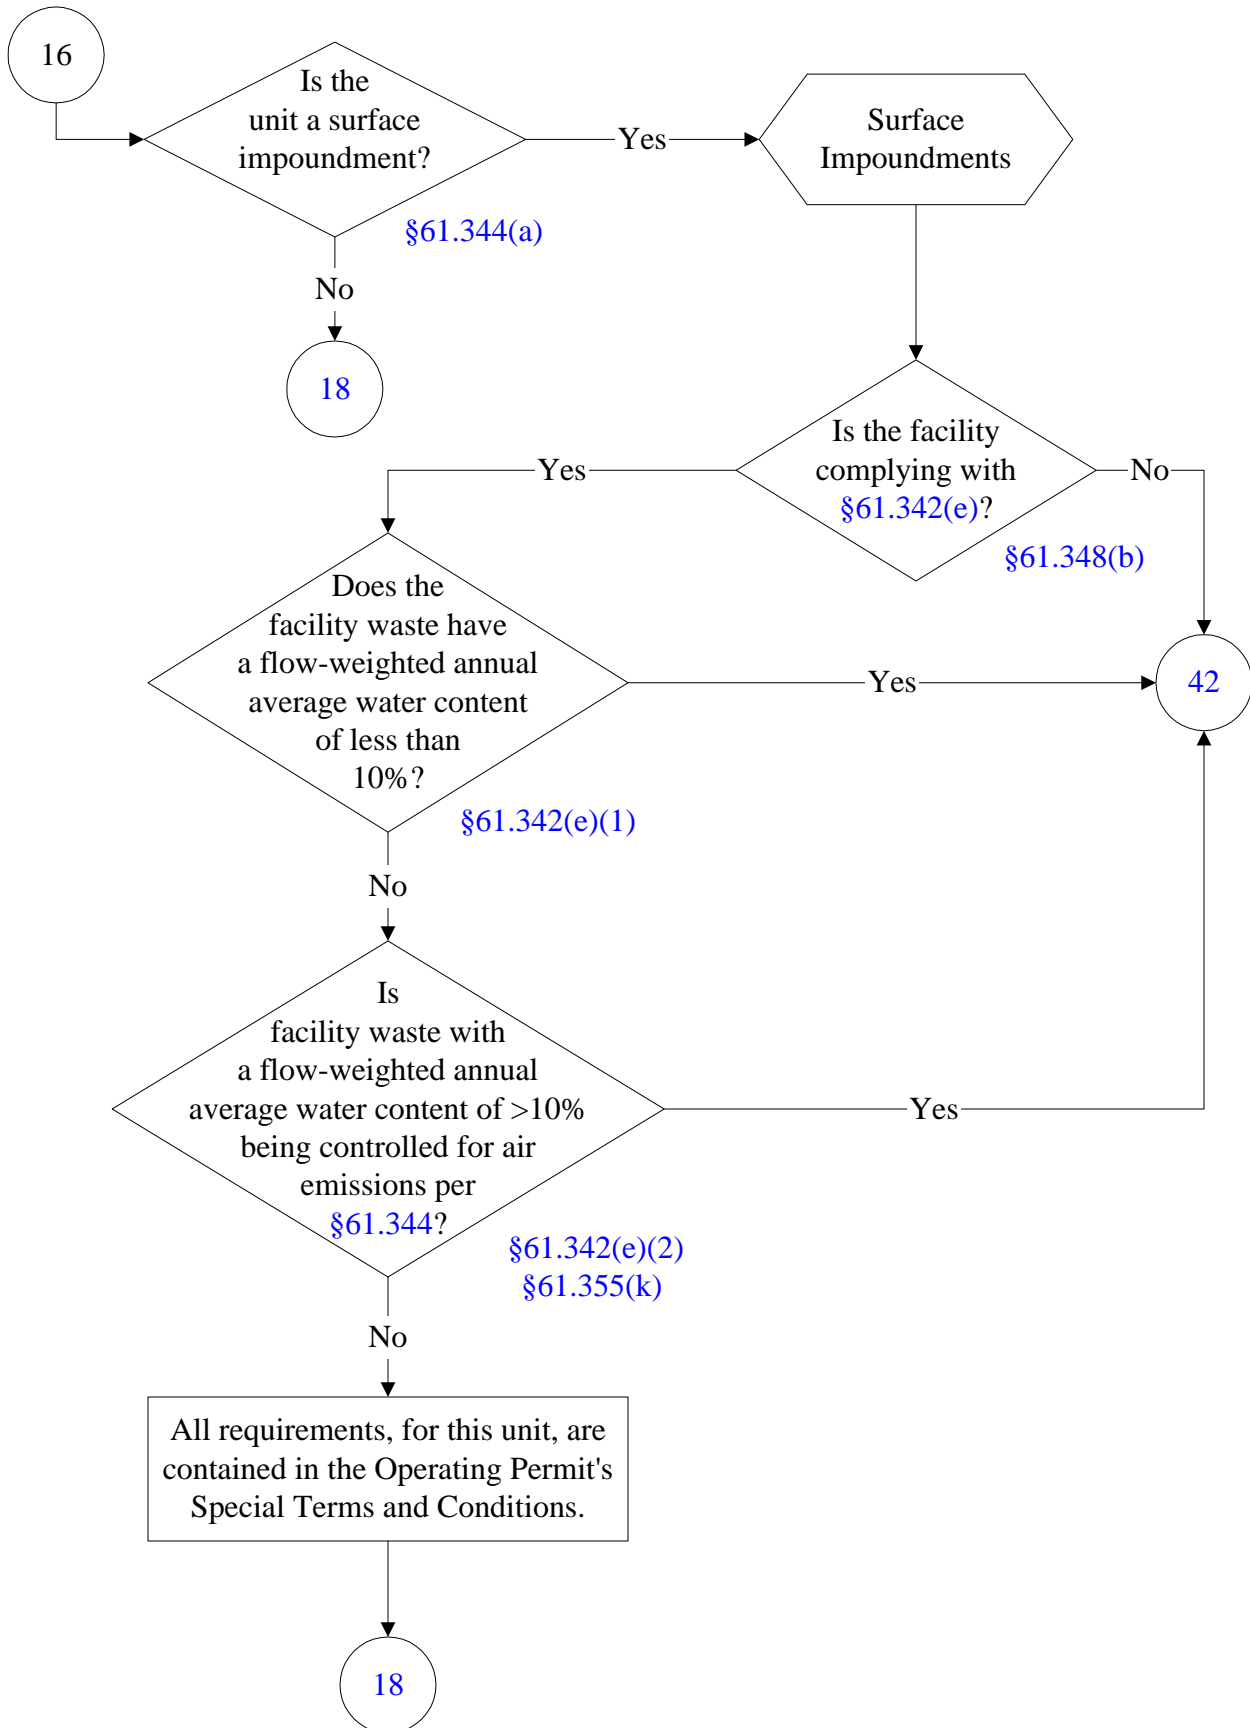 16
Is the
unit a surface
impoundment?
Yes
Surface
Impoundments
§61.344(a)
No
18
Is the facility
complying with
§61.342(e)?
Yes
No
§61.348(b)
Does the
facility waste have
a flow-weighted annual
average water content
of less than
10%?
Yes
42
§61.342(e)(1)
No
Is
facility waste with
a flow-weighted annual
average water content of >10%
being controlled for air
emissions per
§61.344?
Yes
§61.342(e)(2)
§61.355(k)
No
All requirements, for this unit, are
contained in the Operating Permit's
Special Terms and Conditions.
18